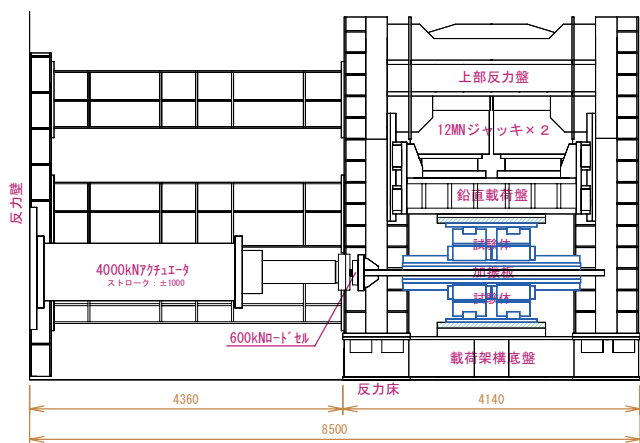 上部反力盤
12MNジャッキ×2
反力壁
鉛直載荷盤
試験体
4000kNアクチュエータ
ストローク：±1000
加振板
試験体
600kNロードセル
載荷架構底盤
反力床
4360
4140
8500